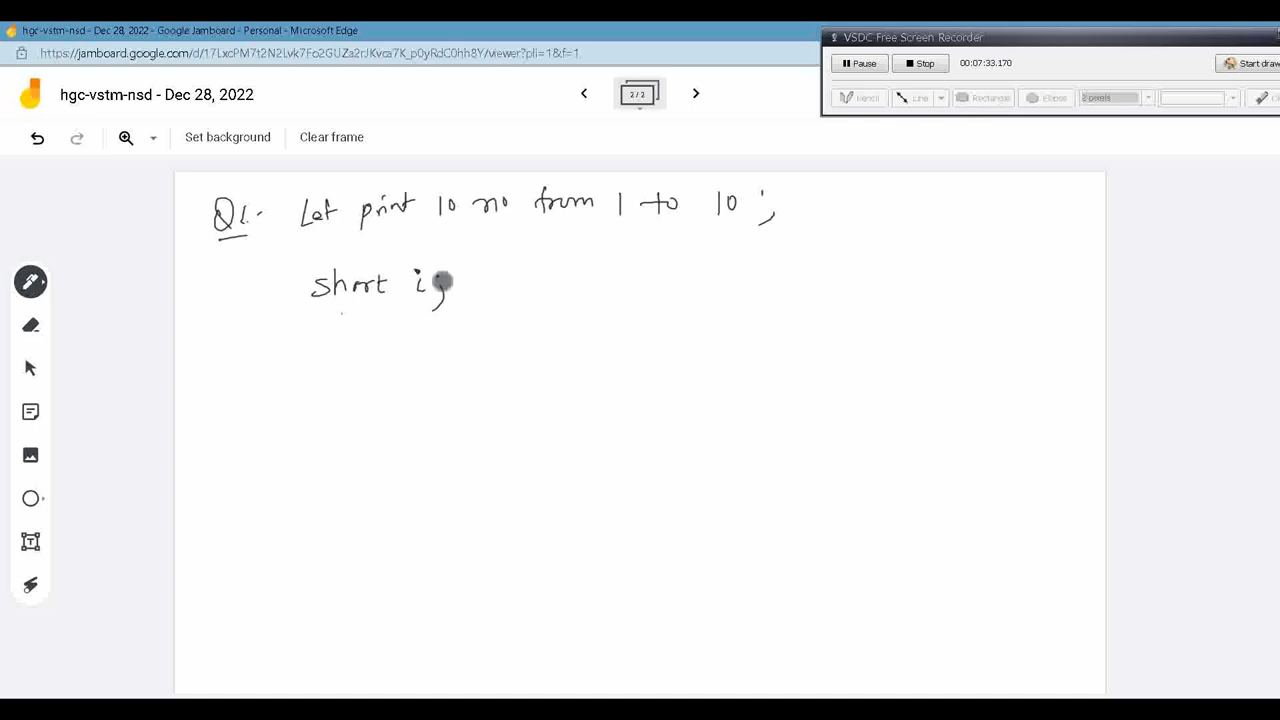 hgc-vstm-nsd - Dec 28, 2022 - Google Jamboard - Personal - Microsoft Edge
https://jamboard.google.com/d/17LxcPM7t2N2Lvk7Fo2GUZa2rJKvca7K_p0yRdC0hh8Y/viewer?pli=1&f=1
VSDC Free Screen Recorder
Pause Stop 00:07:33.170 Start draw
Pencil Line Rectangle Ellipse 2 pixels
hgc-vstm-nsd - Dec 28, 2022
2 / 2
Set background Clear frame
Q1:- Let print 10 no from 1 to 10 ;
short i;